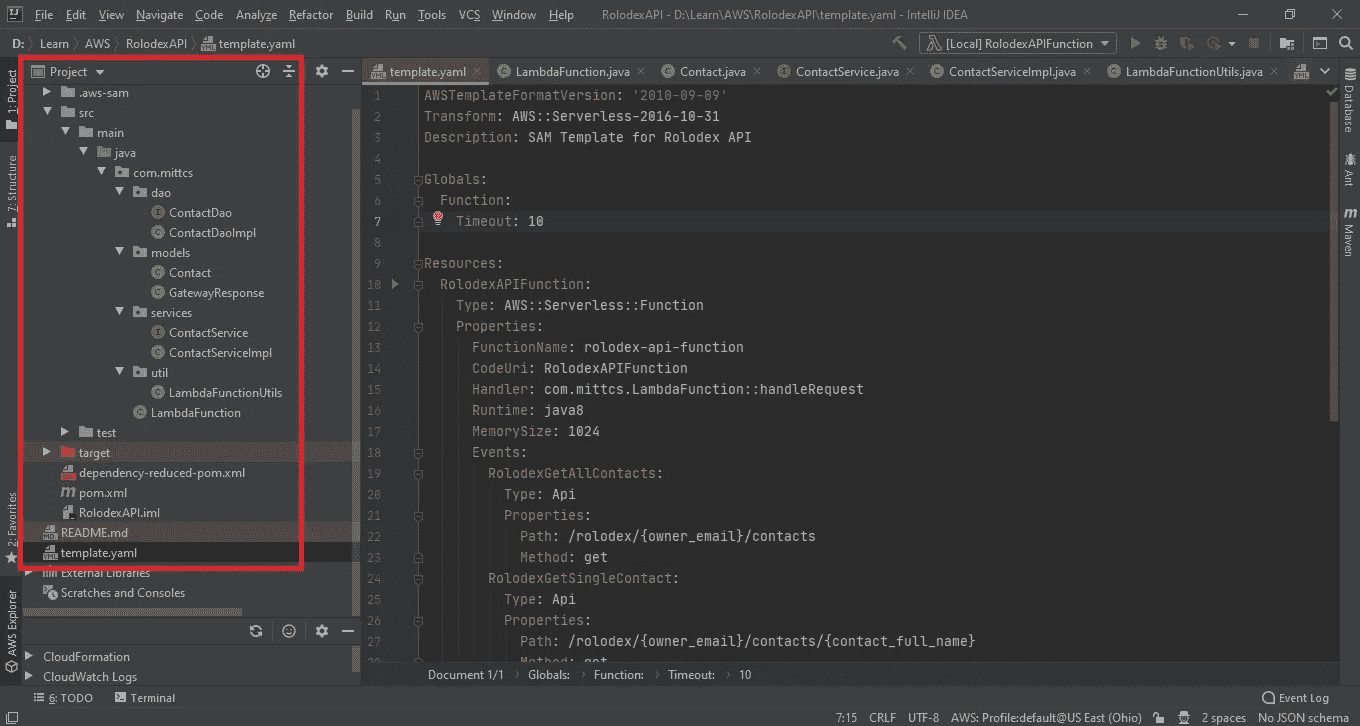 File Edit View Navigate Code Analyze Refactor Build Run Tools VCS Window Help RolodexAPI - D:\Learn\AWS\RolodexAPI\template.yaml - IntelliJ IDEA
D: Learn AWS RolodexAPI template.yaml [Local] RolodexAPIFunction
1: Project
7: Structure
2: Favorites
AWS Explorer
Project
.aws-sam
src
main
java
com.mittcs
dao
ContactDao
ContactDaoImpl
models
Contact
GatewayResponse
services
ContactService
ContactServiceImpl
util
LambdaFunctionUtils
LambdaFunction
test
target
dependency-reduced-pom.xml
pom.xml
RolodexAPI.iml
README.md
template.yaml
External Libraries
Scratches and Consoles
CloudFormation
CloudWatch Logs
template.yaml LambdaFunction.java Contact.java ContactService.java ContactServiceImpl.java LambdaFunctionUtils.java
1 AWSTemplateFormatVersion: '2010-09-09'
2 Transform: AWS::Serverless-2016-10-31
3 Description: SAM Template for Rolodex API
4
5 Globals:
6 Function:
7 Timeout: 10
8
9 Resources:
10 RolodexAPIFunction:
11 Type: AWS::Serverless::Function
12 Properties:
13 FunctionName: rolodex-api-function
14 CodeUri: RolodexAPIFunction
15 Handler: com.mittcs.LambdaFunction::handleRequest
16 Runtime: java8
17 MemorySize: 1024
18 Events:
19 RolodexGetAllContacts:
20 Type: Api
21 Properties:
22 Path: /rolodex/{owner_email}/contacts
23 Method: get
24 RolodexGetSingleContact:
25 Type: Api
26 Properties:
27 Path: /rolodex/{owner_email}/contacts/{contact_full_name}
28 Method: get
Document 1/1 Globals: Function: Timeout: 10
Database
Ant
Maven
6: TODO Terminal Event Log
7:15 CRLF UTF-8 AWS: Profile:default@US East (Ohio) 2 spaces No JSON schema